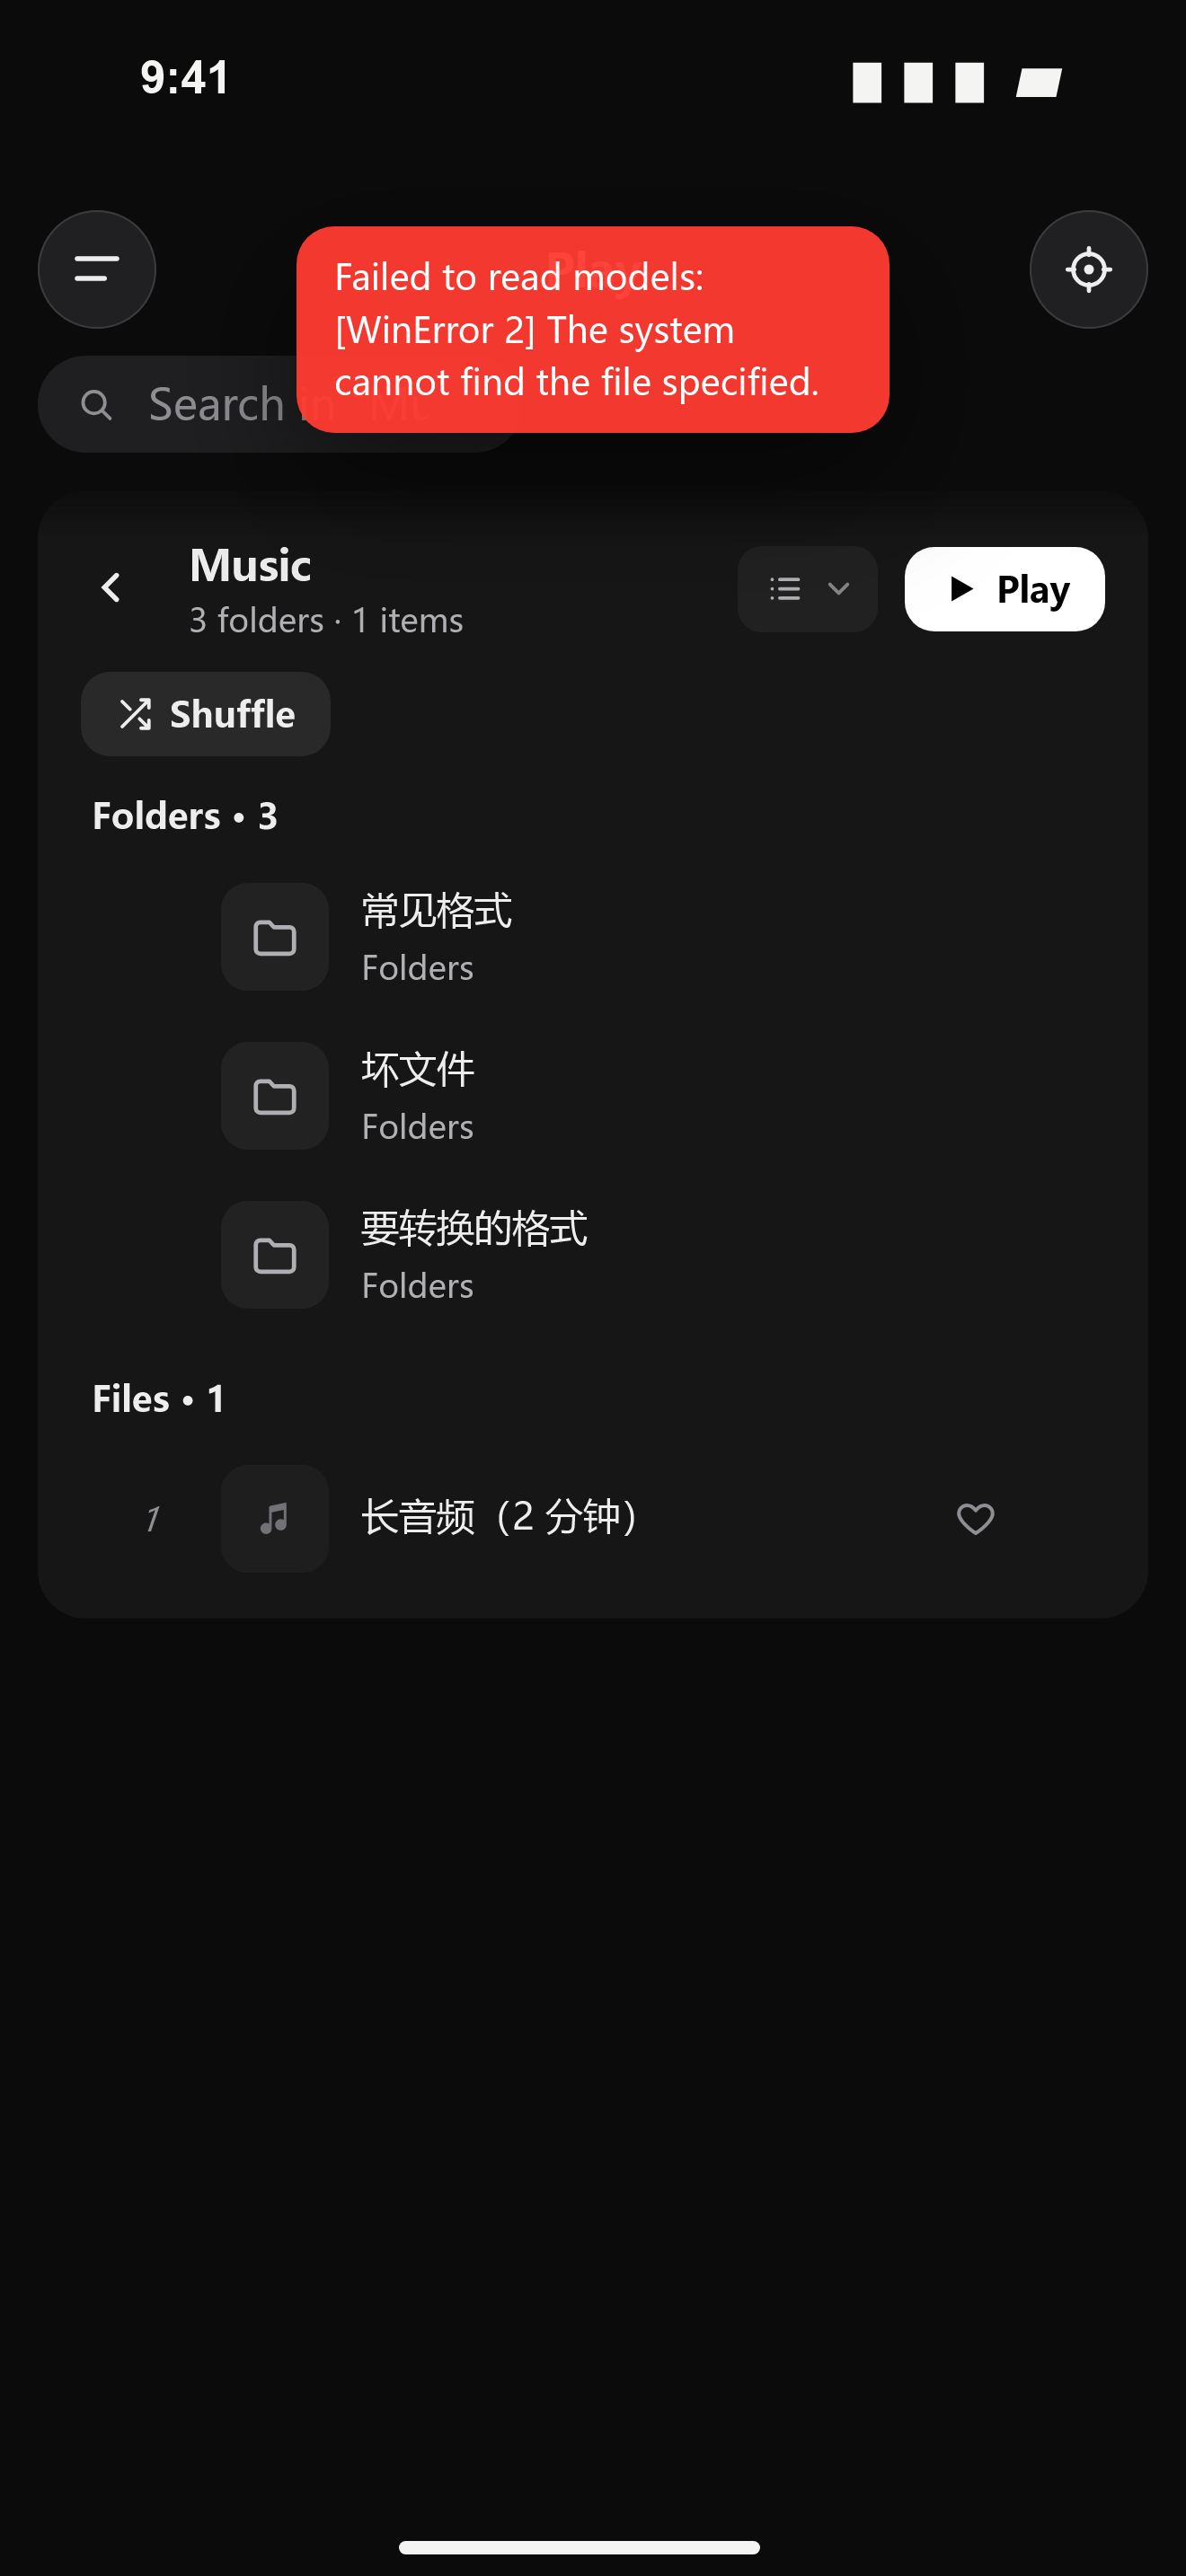 9:41
Failed to read models:
[WinError 2] The system
cannot find the file specified.
Search
Music
3 folders · 1 items
Play
Shuffle
Folders • 3
常见格式
Folders
坏文件
Folders
要转换的格式
Folders
Files • 1
1
长音频（2 分钟）